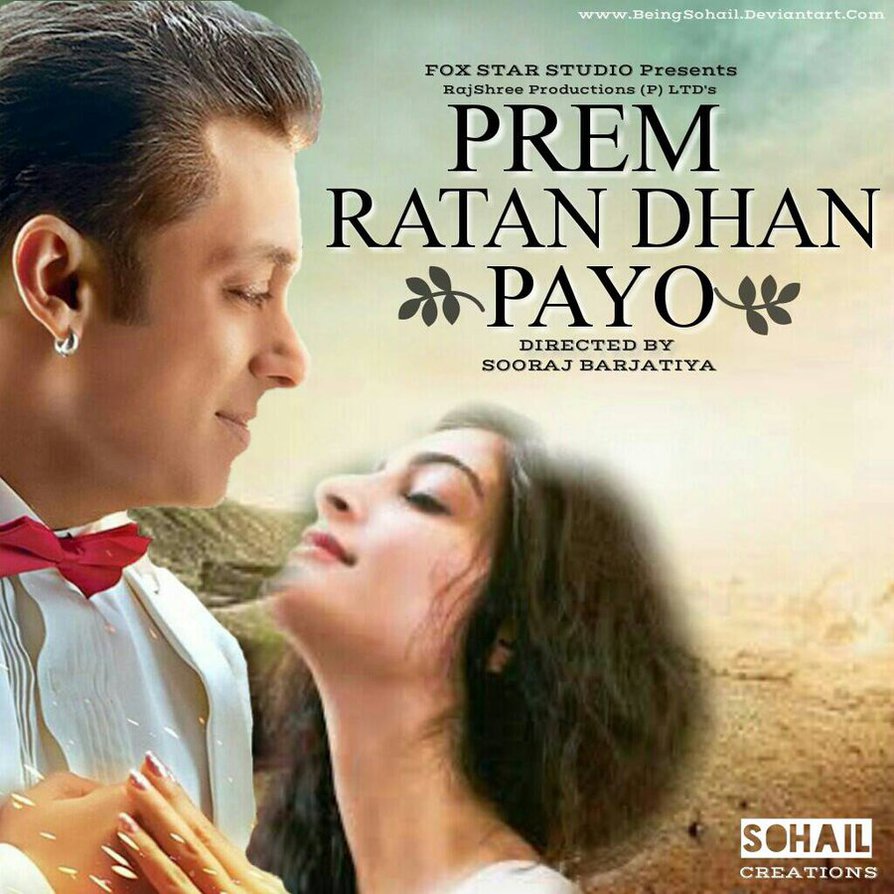 www.BeingSohail.Deviantart.Com
FOX STAR STUDIO Presents
RajShree Productions (P) LTD's
PREM
RATAN DHAN
PAYO
DIRECTED BY
SOORAJ BARJATIYA
SOHAIL
CREATIONS